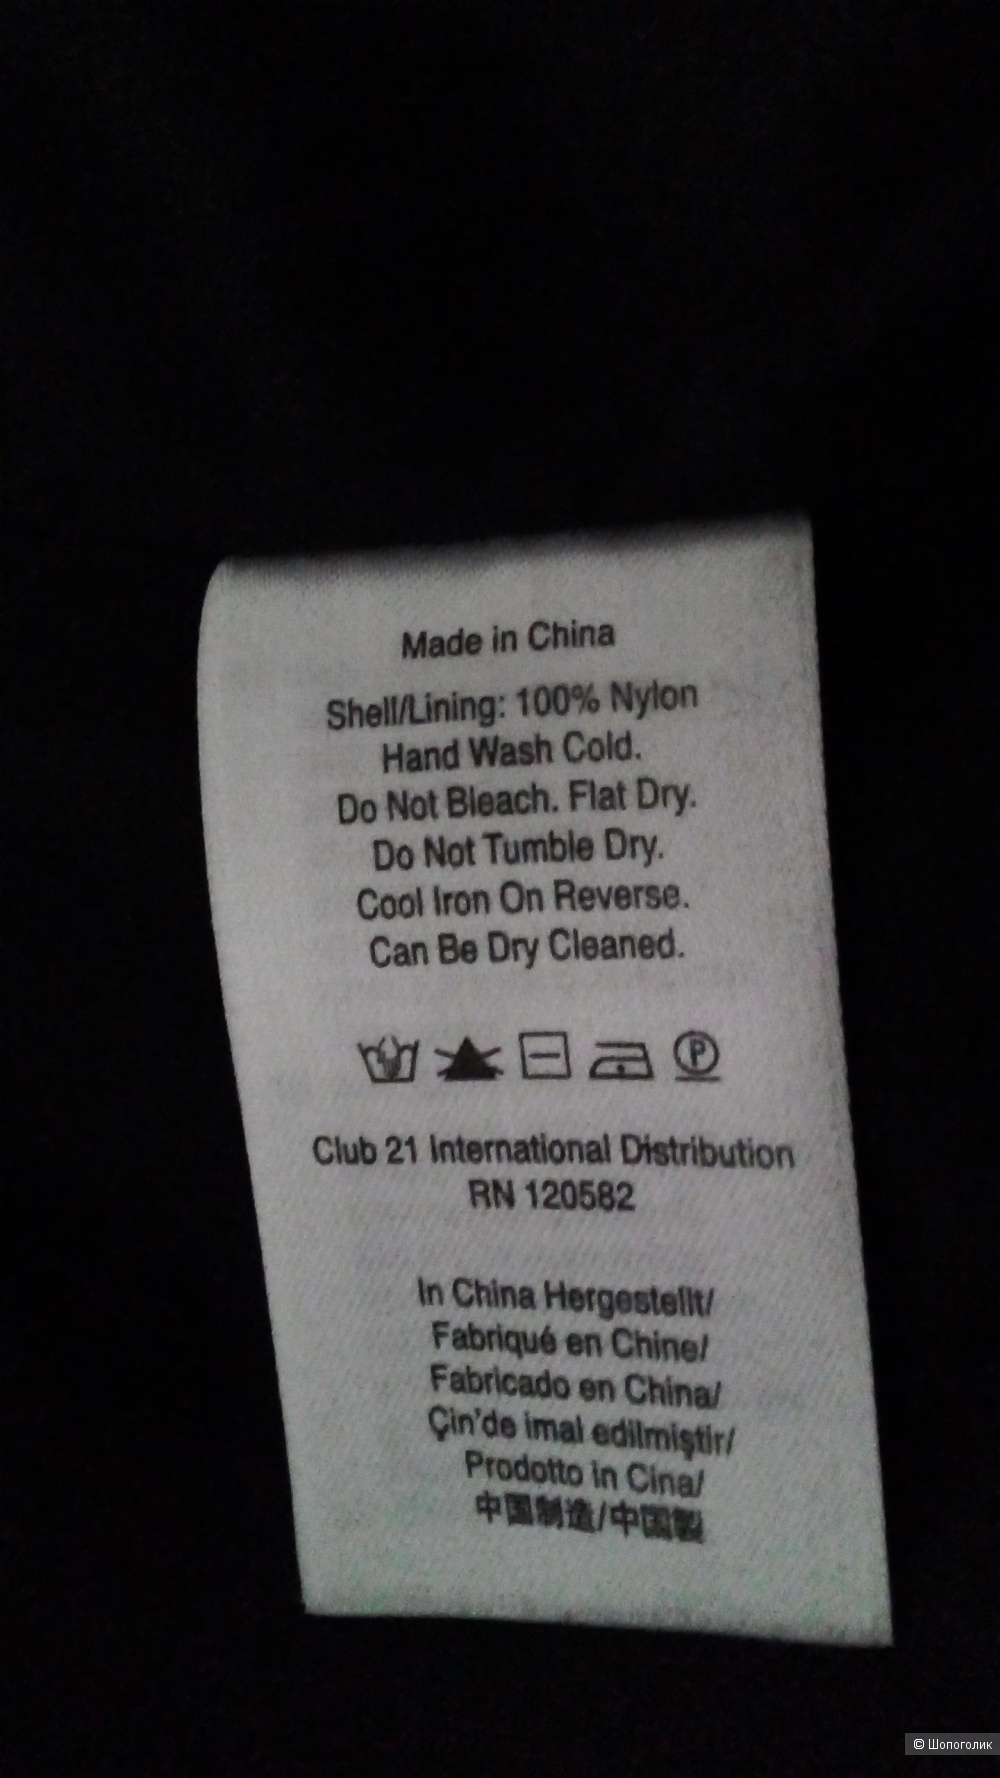 Made in China
Shell/Lining: 100% Nylon
Hand Wash Cold.
Do Not Bleach. Flat Dry.
Do Not Tumble Dry.
Cool Iron On Reverse.
Can Be Dry Cleaned.
P
Club 21 International Distribution
RN 120582
In China Hergestellt/
Fabriqué en Chine/
Fabricado en China/
Çin'de imal edilmiştir/
Prodotto in Cina/
中国制造/中国製
© Шопоголик